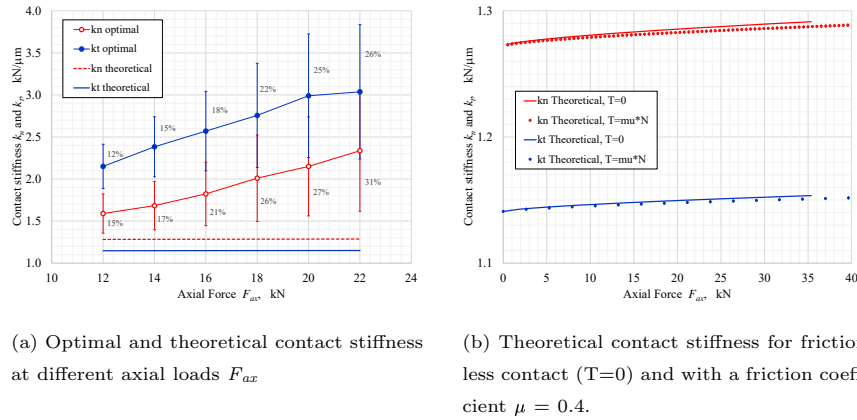 4.0
3.5
3.0
2.5
2.0
1.5
1.0
10 12 14 16 18 20 22 24
Contact stiffness kn and kt, kN/μm
Axial Force Fax, kN
kn optimal
kt optimal
kn theoretical
kt theoretical
12%
15%
18%
22%
25%
26%
15%
17%
21%
26%
27%
31%
(a) Optimal and theoretical contact stiffness
at different axial loads Fax
1.3
1.2
1.1
0 5 10 15 20 25 30 35 40
Contact stiffness kn and kt, kN/μm
Axial Force Fax, kN
kn Theoretical, T=0
kn Theoretical, T=mu*N
kt Theoretical, T=0
kt Theoretical, T=mu*N
(b) Theoretical contact stiffness for friction
less contact (T=0) and with a friction coeff
cient μ = 0.4.